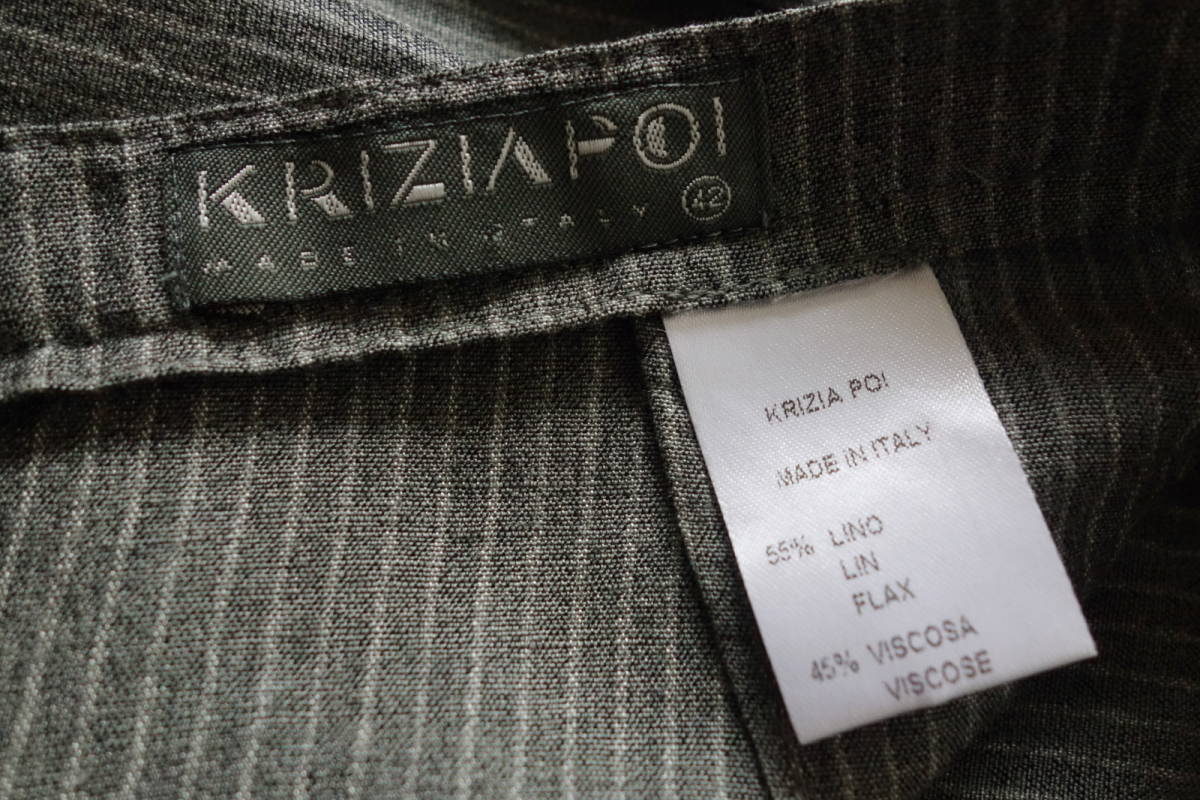 KRIZIAPOI
MADE IN ITALY 42
KRIZIA POI
MADE IN ITALY
55% LINO
LIN
FLAX
45% VISCOSA
VISCOSE